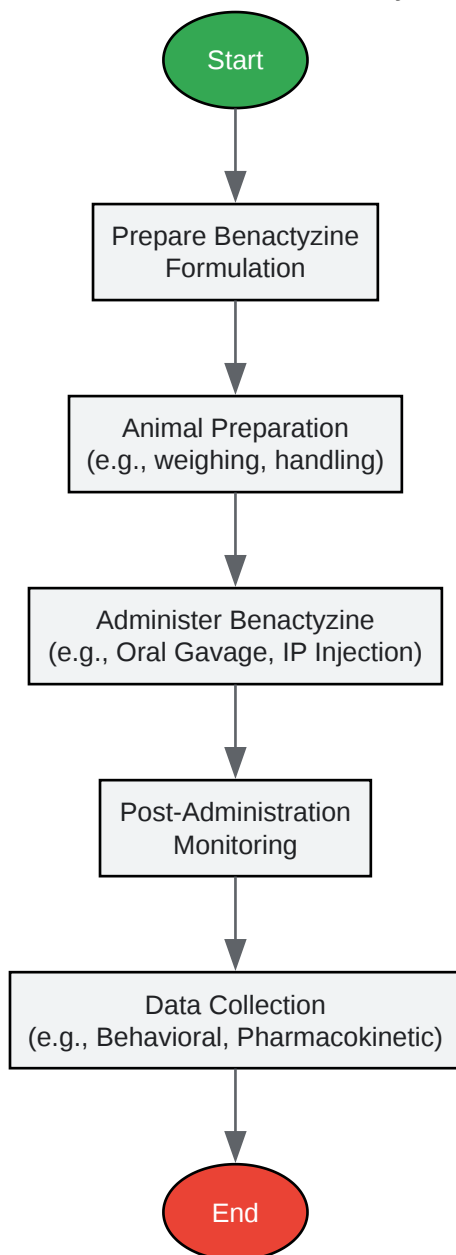 Start
Prepare Benactyzine
Formulation
Animal Preparation
(e.g., weighing, handling)
Administer Benactyzine
(e.g., Oral Gavage, IP Injection)
Post-Administration
Monitoring
Data Collection
(e.g., Behavioral, Pharmacokinetic)
End